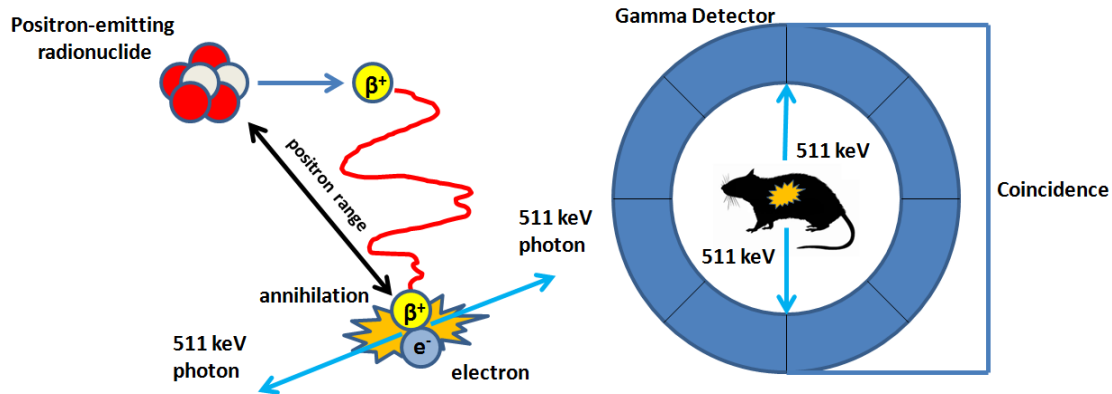 Positron-emitting
radionuclide
β+
positron range
annihilation
β+
e-
electron
511 keV
photon
511 keV
photon
Gamma Detector
511 keV
511 keV
Coincidence